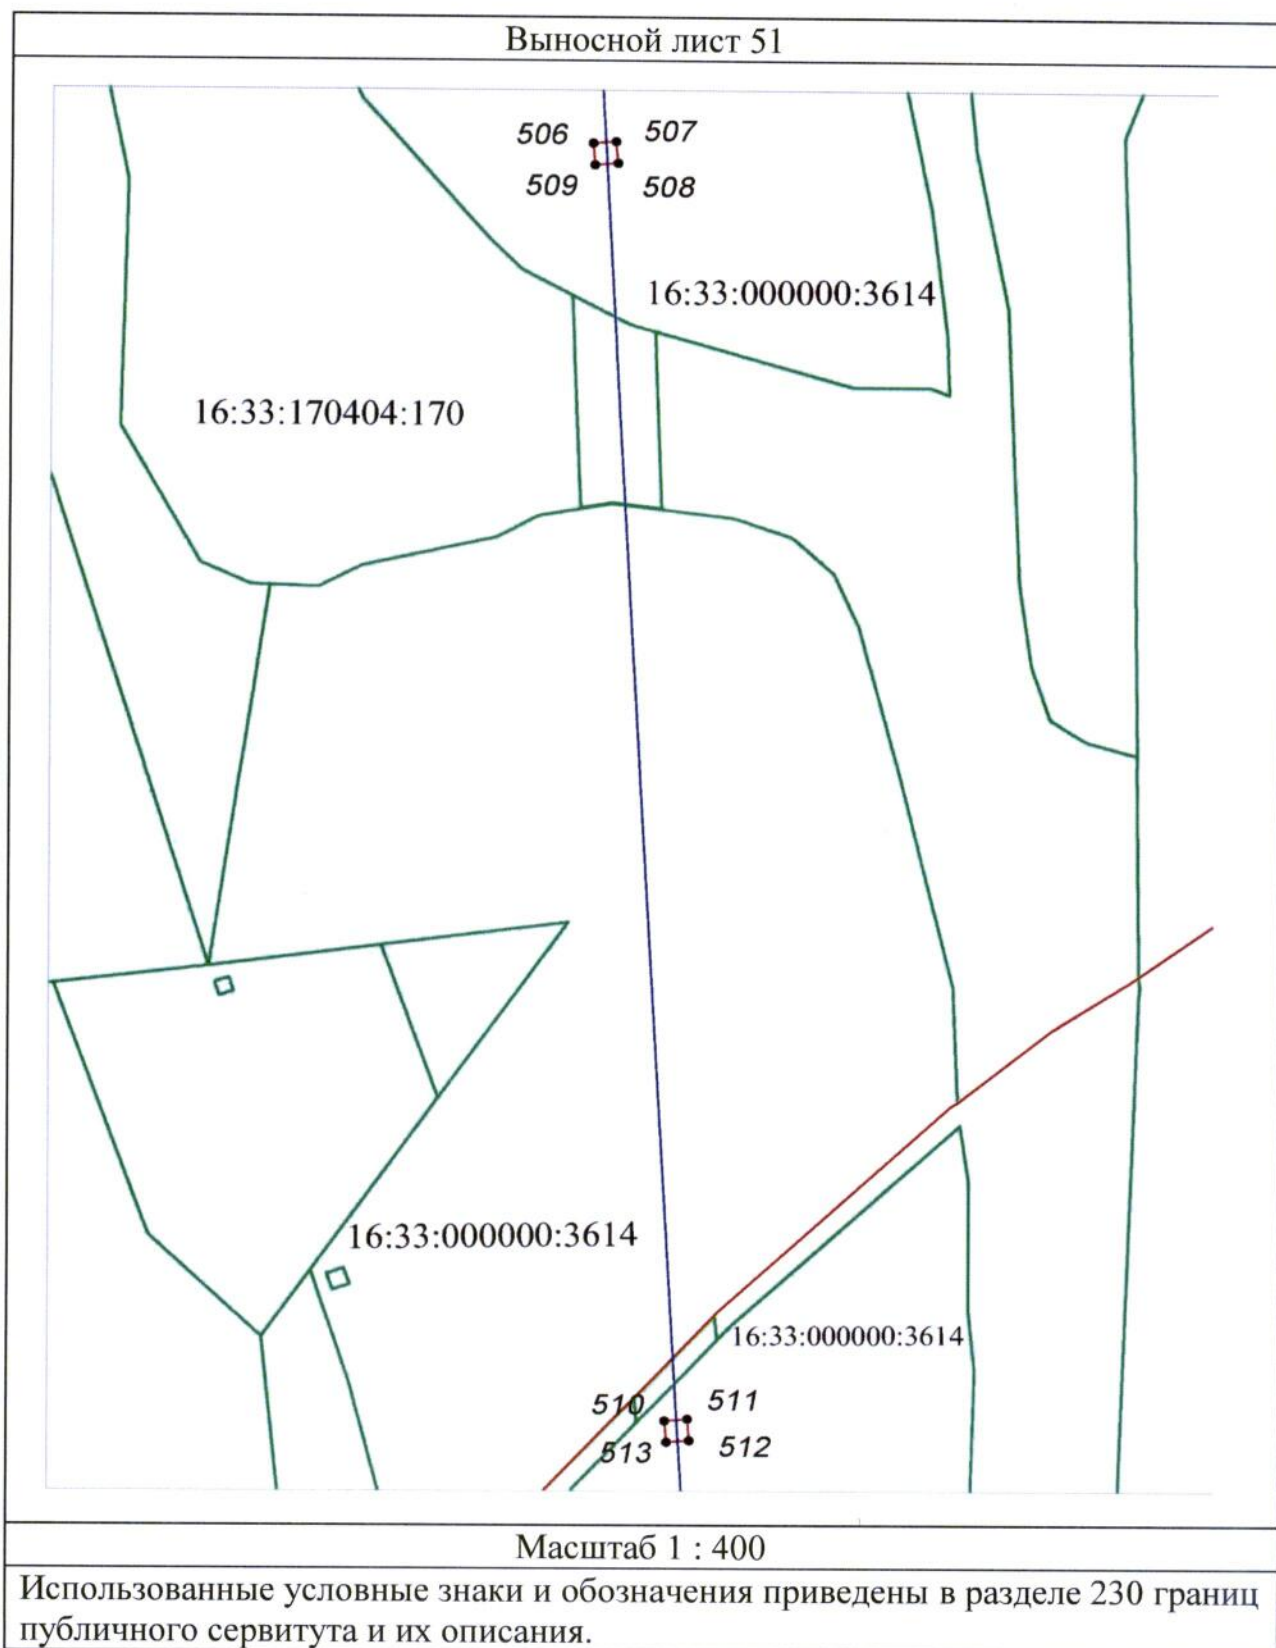 Выносной лист 51
506 507
509 508
16:33:000000:3614
16:33:170404:170
16:33:000000:3614
16:33:000000:3614
510 511
513 512
Масштаб 1 : 400
Использованные условные знаки и обозначения приведены в разделе 230 границ
публичного сервитута и их описания.